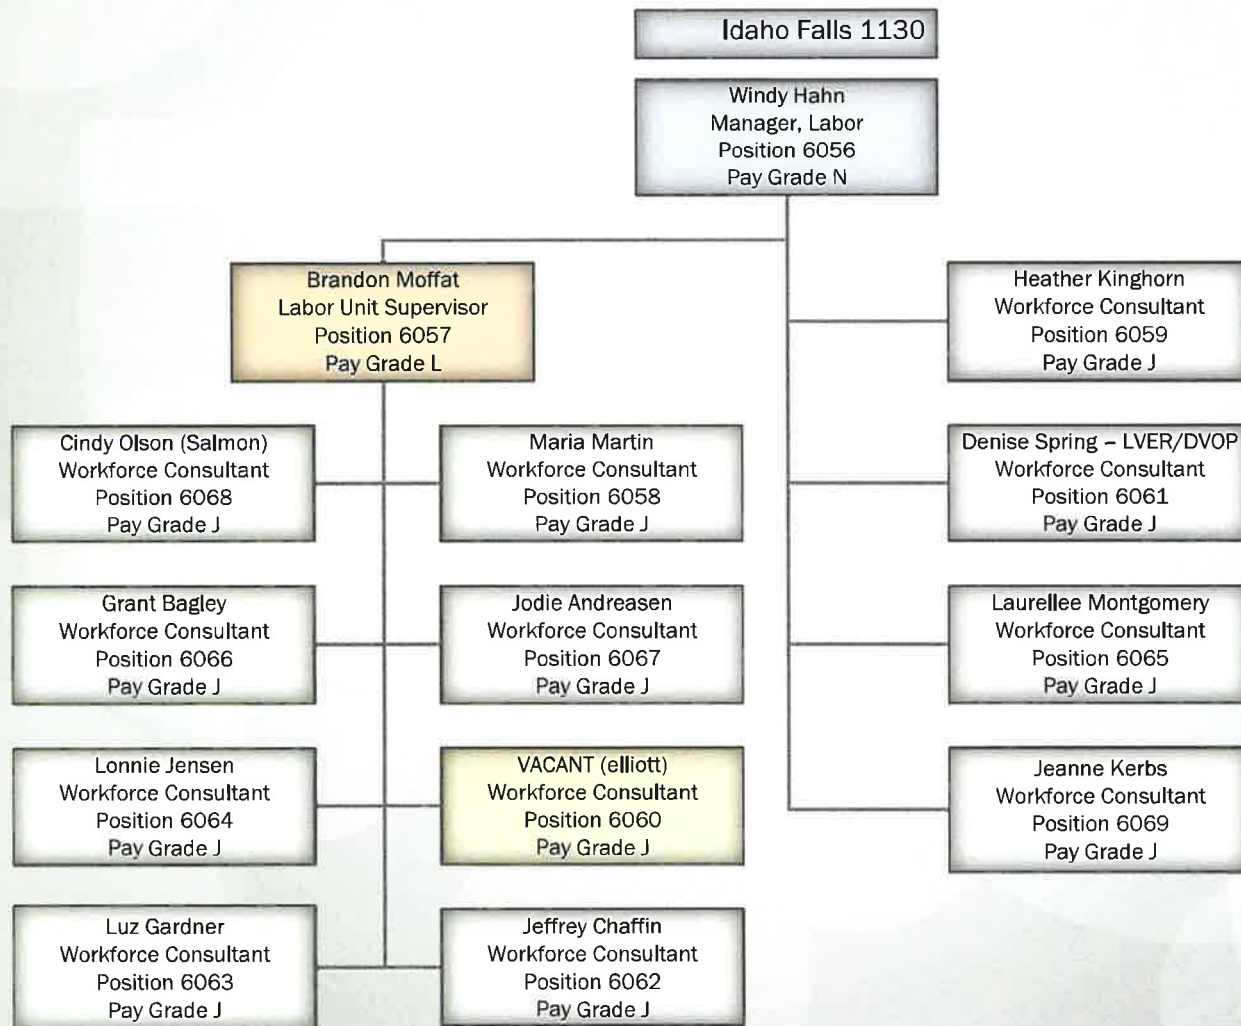 Idaho Falls 1130
Windy Hahn
Manager, Labor
Position 6056
Pay Grade N
Brandon Moffat
Labor Unit Supervisor
Position 6057
Pay Grade L
Heather Kinghorn
Workforce Consultant
Position 6059
Pay Grade J
Cindy Olson (Salmon)
Workforce Consultant
Position 6068
Pay Grade J
Maria Martin
Workforce Consultant
Position 6058
Pay Grade J
Denise Spring – LVER/DVOP
Workforce Consultant
Position 6061
Pay Grade J
Grant Bagley
Workforce Consultant
Position 6066
Pay Grade J
Jodie Andreasen
Workforce Consultant
Position 6067
Pay Grade J
Laurellee Montgomery
Workforce Consultant
Position 6065
Pay Grade J
Lonnie Jensen
Workforce Consultant
Position 6064
Pay Grade J
VACANT (elliott)
Workforce Consultant
Position 6060
Pay Grade J
Jeanne Kerbs
Workforce Consultant
Position 6069
Pay Grade J
Luz Gardner
Workforce Consultant
Position 6063
Pay Grade J
Jeffrey Chaffin
Workforce Consultant
Position 6062
Pay Grade J